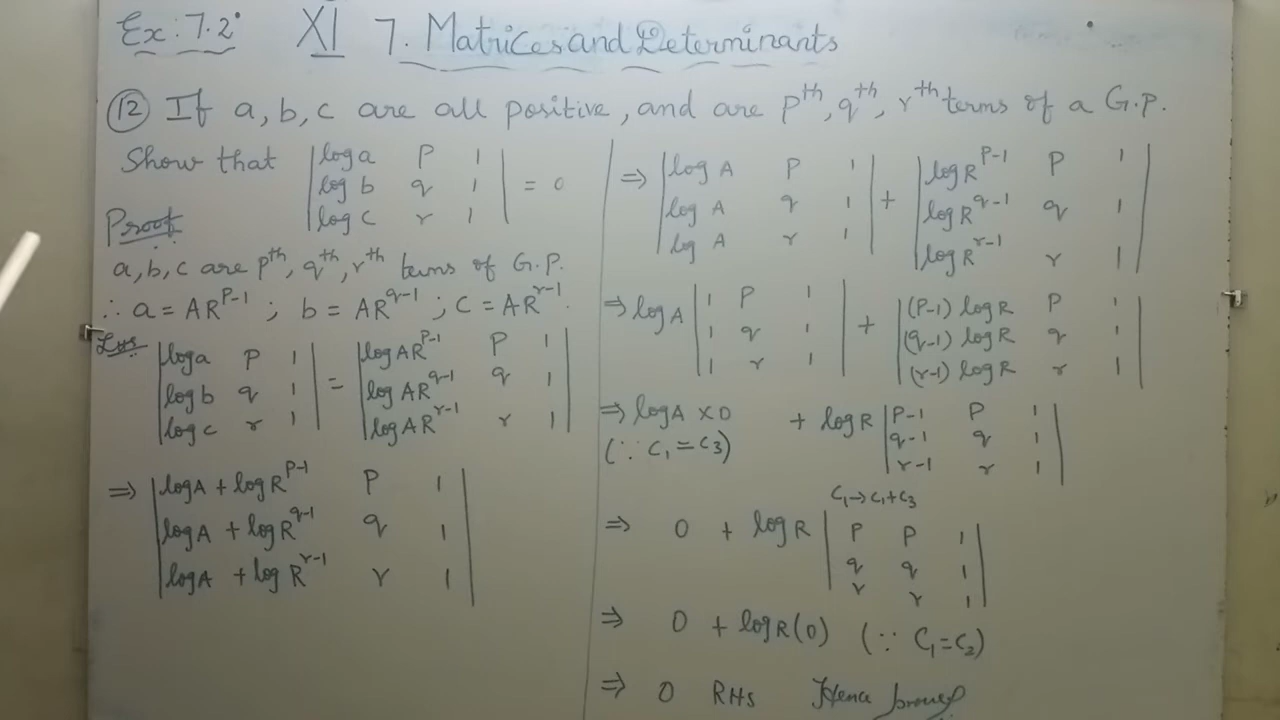 Ex: 7.2 XI 7. Matrices and Determinants
(12) If a, b, c are all positive, and are pth, qth, rth terms of a G.P.
Show that | log a P 1 |
| log b q 1 | = 0
| log c r 1 |
Proof
a, b, c are pth, qth, rth terms of G.P.
∴ a = AR^(P-1) ; b = AR^(q-1) ; c = AR^(r-1).
LHS | log a P 1 | | log AR^(P-1) P 1 |
| log b q 1 | = | log AR^(q-1) q 1 |
| log c r 1 | | log AR^(r-1) r 1 |
⇒ | log A + log R^(P-1) P 1 |
| log A + log R^(q-1) q 1 |
| log A + log R^(r-1) r 1 |
⇒ | log A P 1 | + | log R^(P-1) P 1 |
| log A q 1 | | log R^(q-1) q 1 |
| log A r 1 | | log R^(r-1) r 1 |
⇒ log A | 1 P 1 | + | (P-1) log R P 1 |
| 1 q 1 | | (q-1) log R q 1 |
| 1 r 1 | | (r-1) log R r 1 |
⇒ log A x 0 + log R | P-1 P 1 |
(∵ C1 = C3) | q-1 q 1 |
| r-1 r 1 |
C1 → C1 + C3
⇒ 0 + log R | P P 1 |
| q q 1 |
| r r 1 |
⇒ 0 + log R (0) (∵ C1 = C2)
⇒ 0 RHS Hence proved